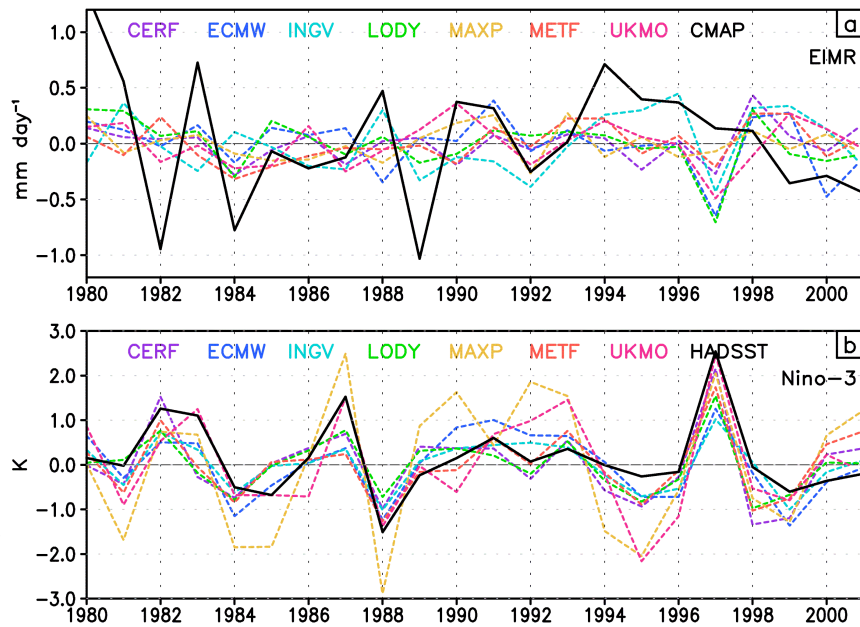 CERF ECMW INGV LODY MAXP METF UKMO CMAP a
EIMR
1.0
0.5
0.0
−0.5
−1.0
mm day⁻¹
1980 1982 1984 1986 1988 1990 1992 1994 1996 1998 2000
3.0
CERF ECMW INGV LODY MAXP METF UKMO HADSST b
Nino−3
2.0
1.0
0.0
−1.0
−2.0
−3.0
K
1980 1982 1984 1986 1988 1990 1992 1994 1996 1998 2000